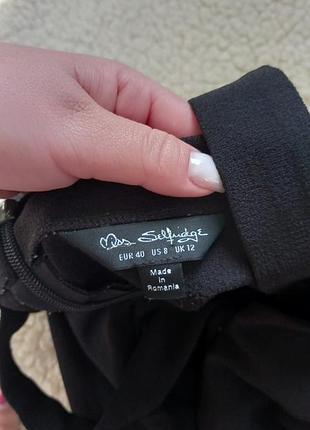 Miss Selfridge
EUR 40 US 8 UK 12
Made
in
Romania